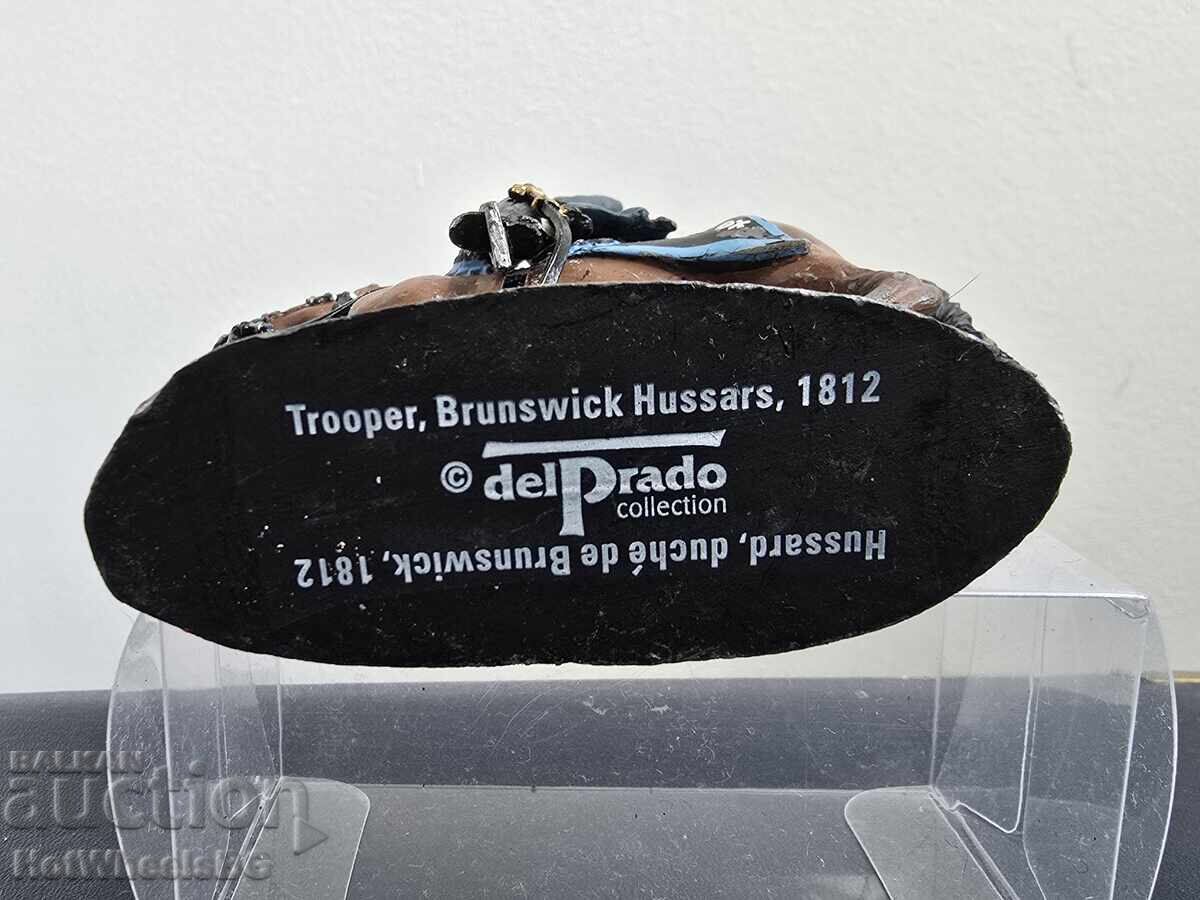 Trooper, Brunswick Hussars, 1812
© delPrado
collection
Hussard, duché de Brunswick, 1812
BALKAN
auction
HotWheelsBG